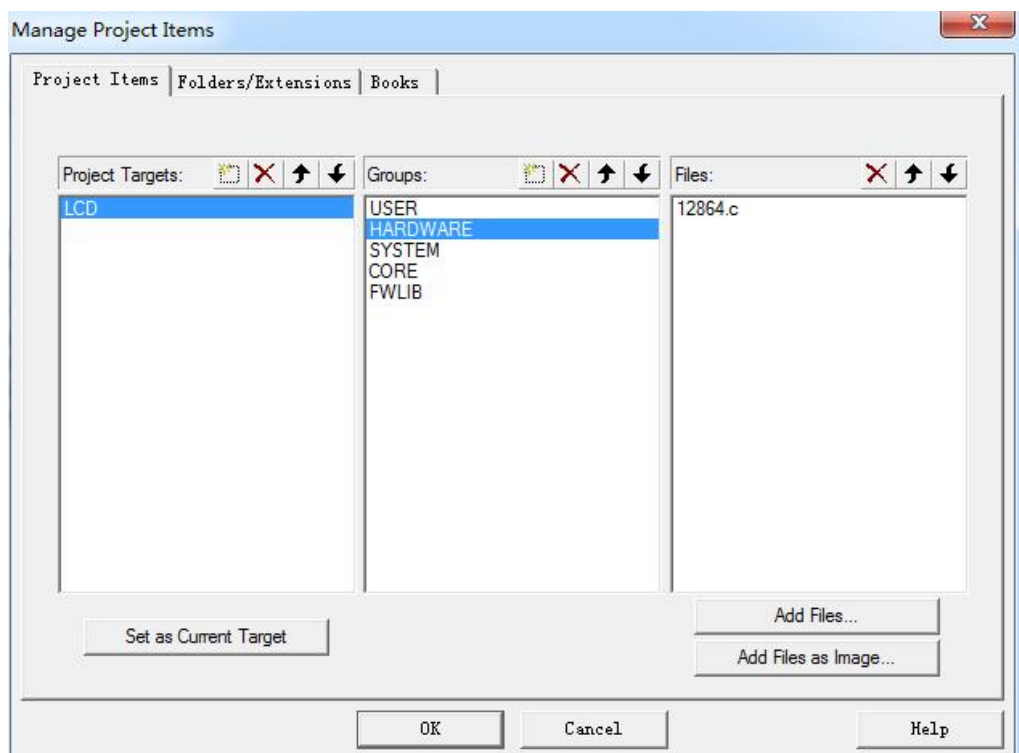 Manage Project Items
Project Items Folders/Extensions Books
Project Targets: Groups: Files:
LCD
USER
HARDWARE
SYSTEM
CORE
FWLIB
12864.c
Set as Current Target
Add Files...
Add Files as Image...
OK Cancel Help